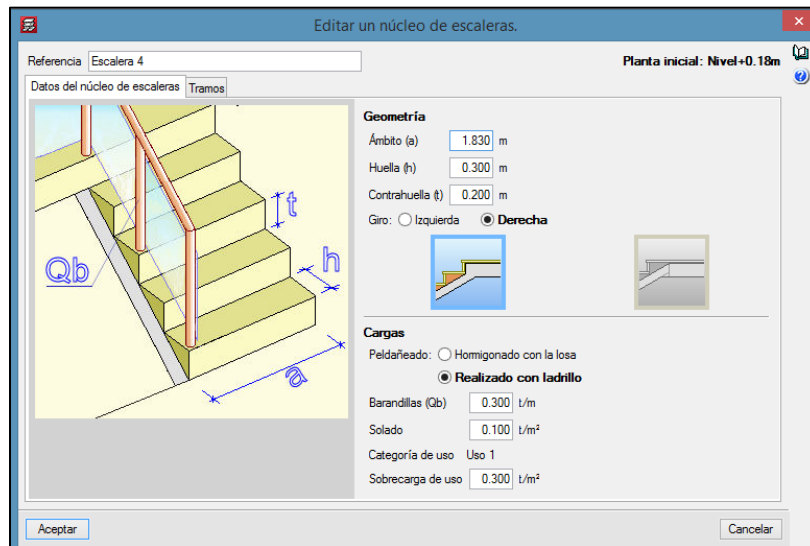 Editar un núcleo de escaleras.
Referencia Escalera 4 Planta inicial: Nivel+0.18m
Datos del núcleo de escaleras Tramos
Geometría
Ámbito (a) 1.830 m
Huella (h) 0.300 m
Contrahuella (t) 0.200 m
Giro: Izquierda Derecha
t
h
Qb
a
Cargas
Peldañeado: Homigonado con la losa
Realizado con ladrillo
Barandillas (Qb) 0.300 t/m
Solado 0.100 t/m²
Categoría de uso Uso 1
Sobrecarga de uso 0.300 t/m²
Aceptar Cancelar